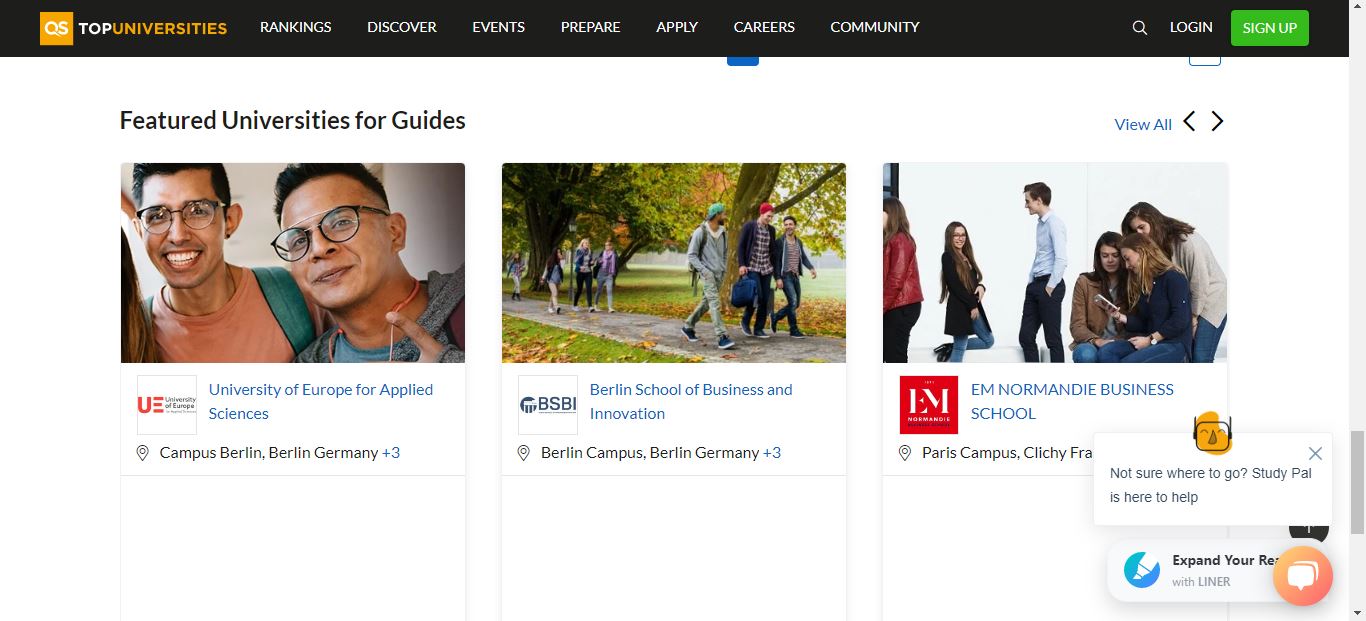 QS TOPUNIVERSITIES RANKINGS DISCOVER EVENTS PREPARE APPLY CAREERS COMMUNITY LOGIN SIGN UP
Featured Universities for Guides
View All
UE University of Europe
University of Europe for Applied
Sciences
Campus Berlin, Berlin Germany +3
BSBI
Berlin School of Business and
Innovation
Berlin Campus, Berlin Germany +3
EM
NORMANDIE
EM NORMANDIE BUSINESS
SCHOOL
Paris Campus, Clichy Fra
Not sure where to go? Study Pal
is here to help
Expand Your Rea
with LINER